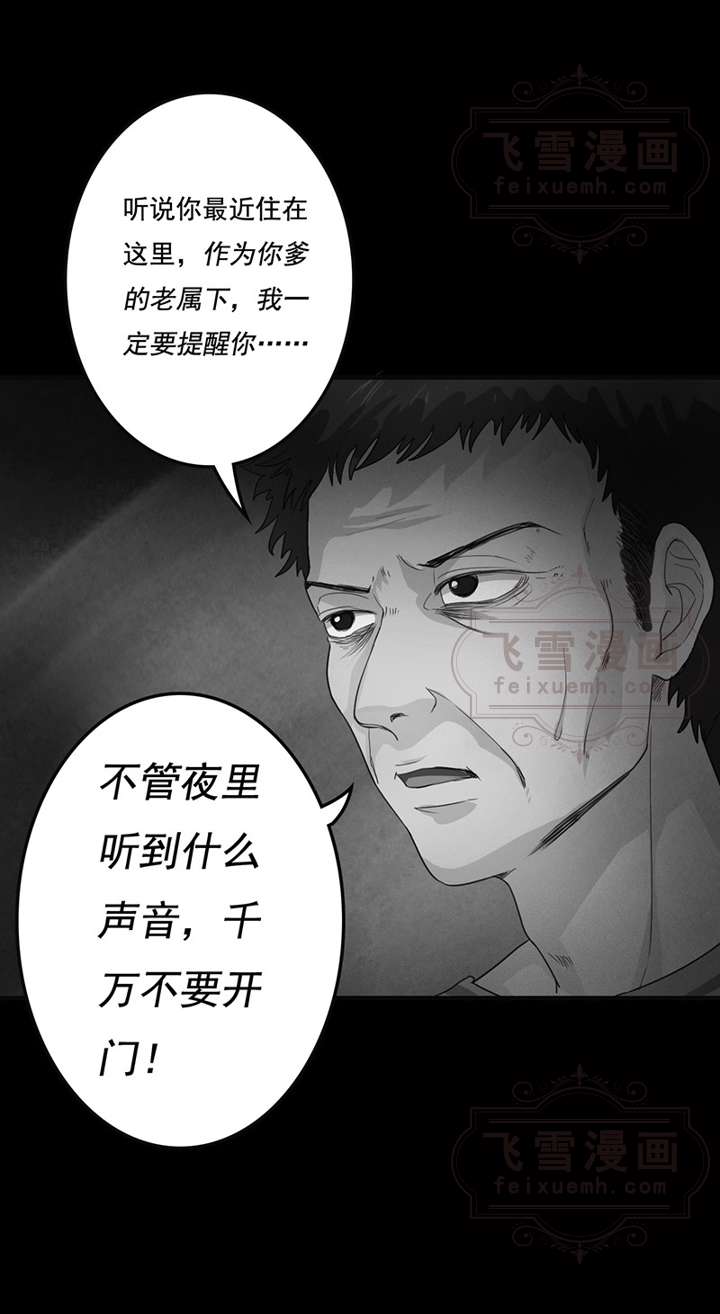 飞雪漫画
feixuemh.com
听说你最近住在
这里，作为你爹
的老属下，我一
定要提醒你……
飞雪漫画
feixuemh.com
不管夜里
听到什么
声音，千
万不要开
门！
飞雪漫画
feixuemh.com